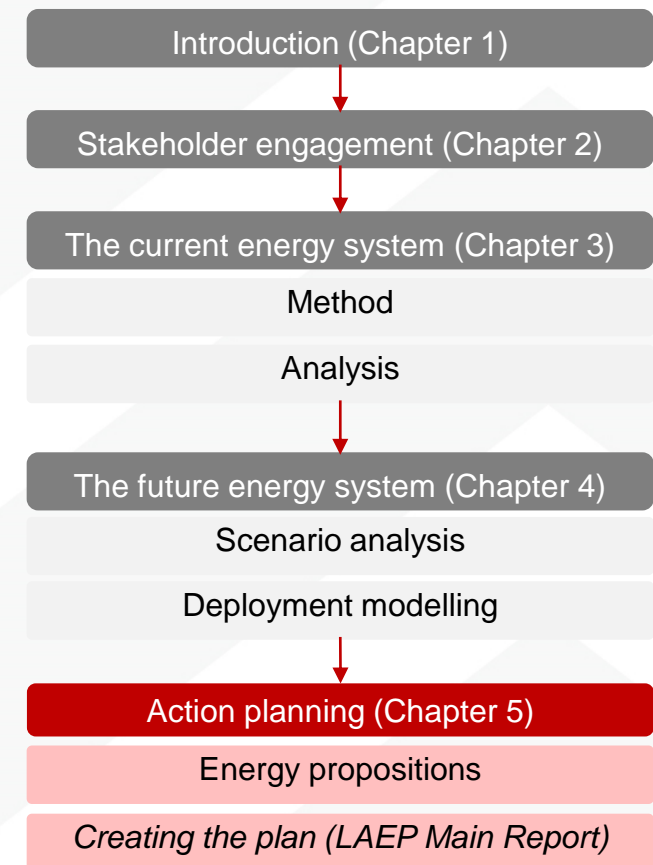 Introduction (Chapter 1)
Stakeholder engagement (Chapter 2)
The current energy system (Chapter 3)
Method
Analysis
The future energy system (Chapter 4)
Scenario analysis
Deployment modelling
Action planning (Chapter 5)
Energy propositions
Creating the plan (LAEP Main Report)